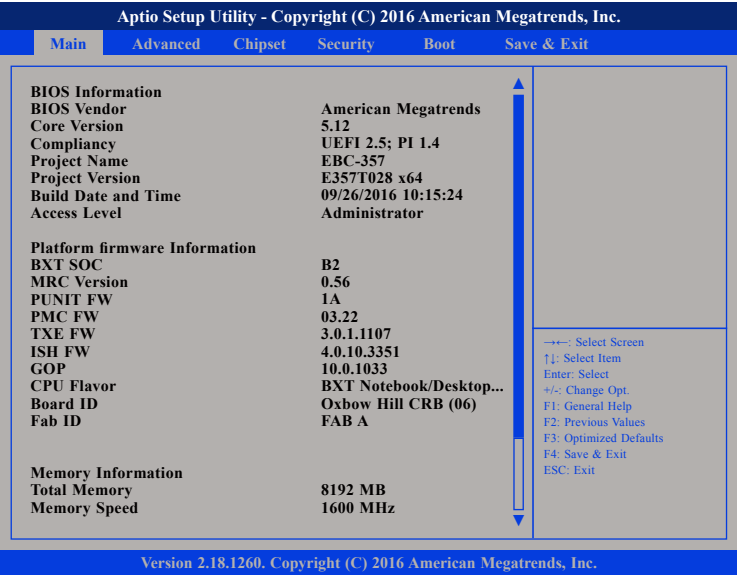 Aptio Setup Utility - Copyright (C) 2016 American Megatrends, Inc.
Main Advanced Chipset Security Boot Save & Exit
BIOS Information
BIOS Vendor American Megatrends
Core Version 5.12
Compliancy UEFI 2.5; PI 1.4
Project Name EBC-357
Project Version E357T028 x64
Build Date and Time 09/26/2016 10:15:24
Access Level Administrator
Platform firmware Information
BXT SOC B2
MRC Version 0.56
PUNIT FW 1A
PMC FW 03.22
TXE FW 3.0.1.1107
ISH FW 4.0.10.3351
GOP 10.0.1033
CPU Flavor BXT Notebook/Desktop...
Board ID Oxbow Hill CRB (06)
Fab ID FAB A
Memory Information
Total Memory 8192 MB
Memory Speed 1600 MHz
→←: Select Screen
↑↓: Select Item
Enter: Select
+/-: Change Opt.
F1: General Help
F2: Previous Values
F3: Optimized Defaults
F4: Save & Exit
ESC: Exit
Version 2.18.1260. Copyright (C) 2016 American Megatrends, Inc.